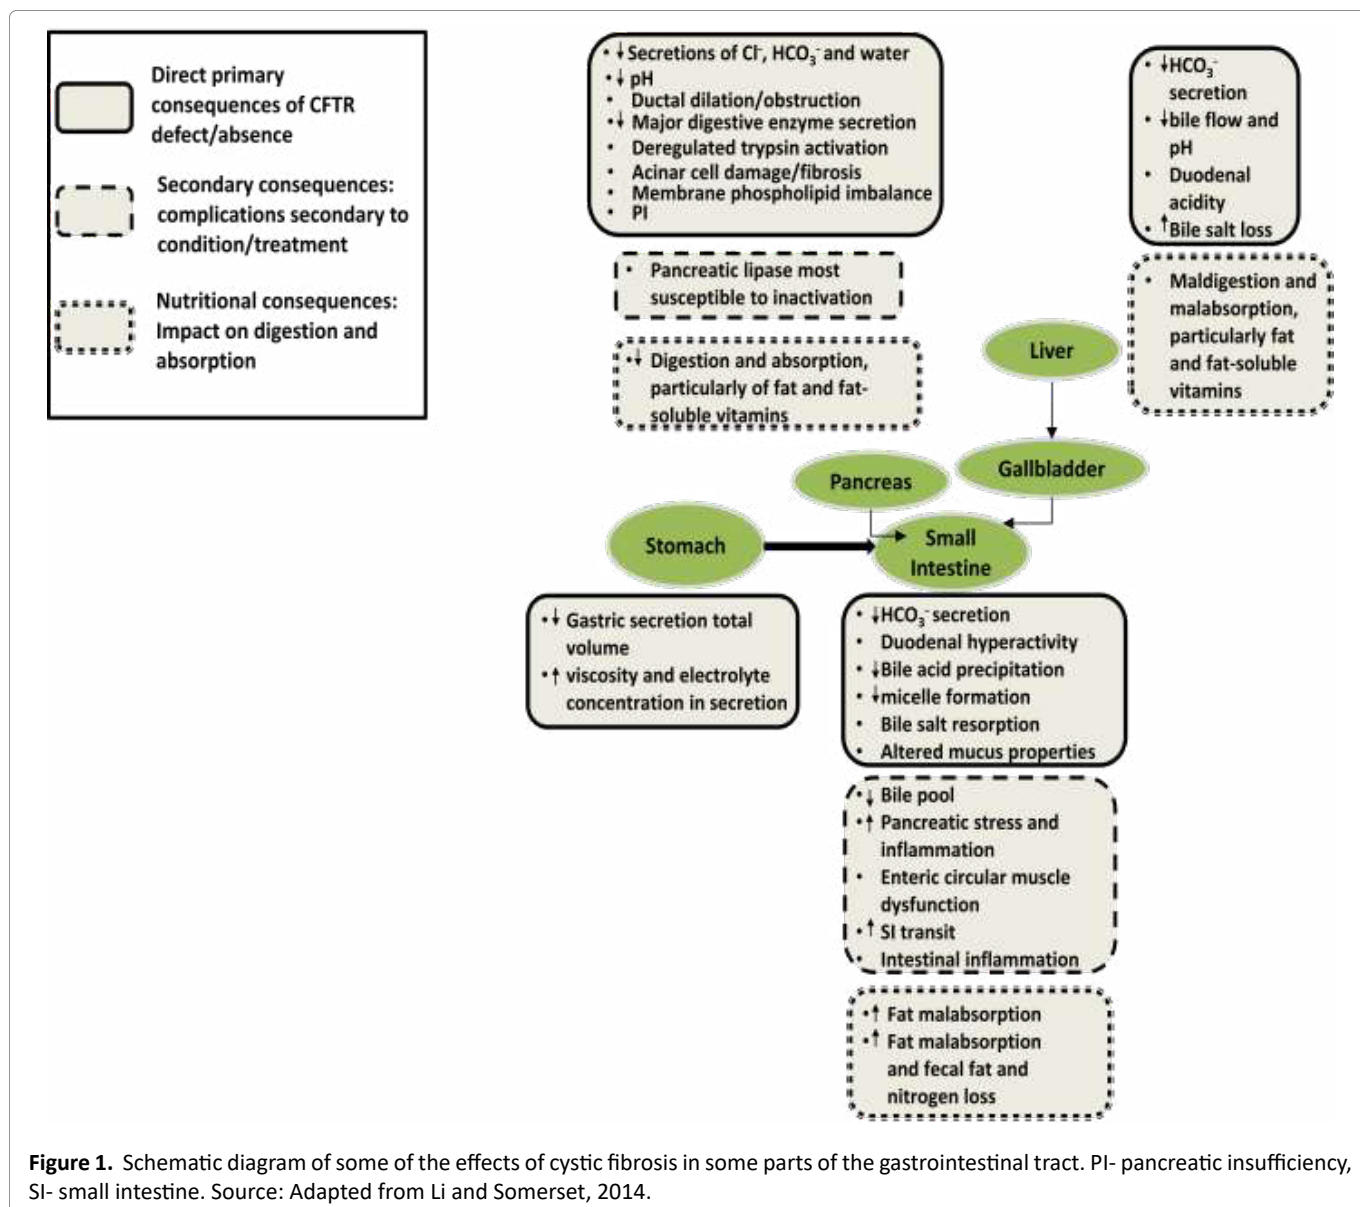 Direct primary
consequences of CFTR
defect/absence
Secondary consequences:
complications secondary to
condition/treatment
Nutritional consequences:
Impact on digestion and
absorption
• ↓Secretions of Cl⁻, HCO₃⁻ and water
• ↓ pH
• Ductal dilation/obstruction
• ↓ Major digestive enzyme secretion
• Deregulated trypsin activation
• Acinar cell damage/fibrosis
• Membrane phospholipid imbalance
• PI
• Pancreatic lipase most
susceptible to inactivation
• ↓ Digestion and absorption,
particularly of fat and fat-
soluble vitamins
• ↓HCO₃⁻
secretion
• ↓bile flow and
pH
• Duodenal
acidity
• ↑Bile salt loss
• Maldigestion and
malabsorption,
particularly fat
and fat-soluble
vitamins
Liver
Gallbladder
Pancreas
Stomach
Small
Intestine
• ↓ Gastric secretion total
volume
• ↑ viscosity and electrolyte
concentration in secretion
• ↓HCO₃⁻ secretion
• Duodenal hyperactivity
• ↓Bile acid precipitation
• ↓micelle formation
• Bile salt resorption
• Altered mucus properties
• ↓ Bile pool
• ↑ Pancreatic stress and
inflammation
• Enteric circular muscle
dysfunction
• ↑ SI transit
• Intestinal inflammation
• ↑ Fat malabsorption
• ↑ Fat malabsorption
and fecal fat and
nitrogen loss
Figure 1. Schematic diagram of some of the effects of cystic fibrosis in some parts of the gastrointestinal tract. PI- pancreatic insufficiency,
SI- small intestine. Source: Adapted from Li and Somerset, 2014.